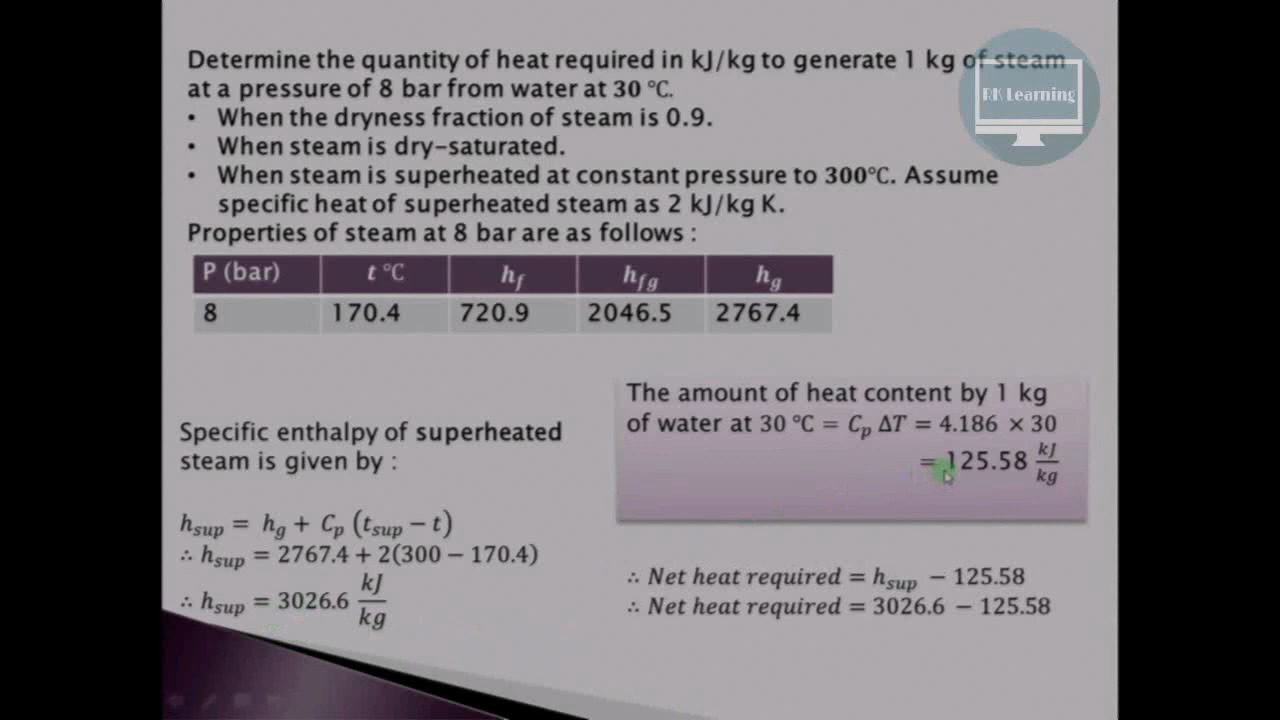 Determine the quantity of heat required in kJ/kg to generate 1 kg of steam
at a pressure of 8 bar from water at 30 °C.
• When the dryness fraction of steam is 0.9.
• When steam is dry-saturated.
• When steam is superheated at constant pressure to 300°C. Assume
specific heat of superheated steam as 2 kJ/kg K.
Properties of steam at 8 bar are as follows :
RK Learning
P (bar) t °C h_f h_fg h_g
8 170.4 720.9 2046.5 2767.4
Specific enthalpy of superheated
steam is given by :
h_sup = h_g + C_p (t_sup − t)
∴ h_sup = 2767.4 + 2(300 − 170.4)
∴ h_sup = 3026.6 kJ/kg
The amount of heat content by 1 kg
of water at 30 °C = C_p ΔT = 4.186 × 30
= 125.58 kJ/kg
∴ Net heat required = h_sup − 125.58
∴ Net heat required = 3026.6 − 125.58